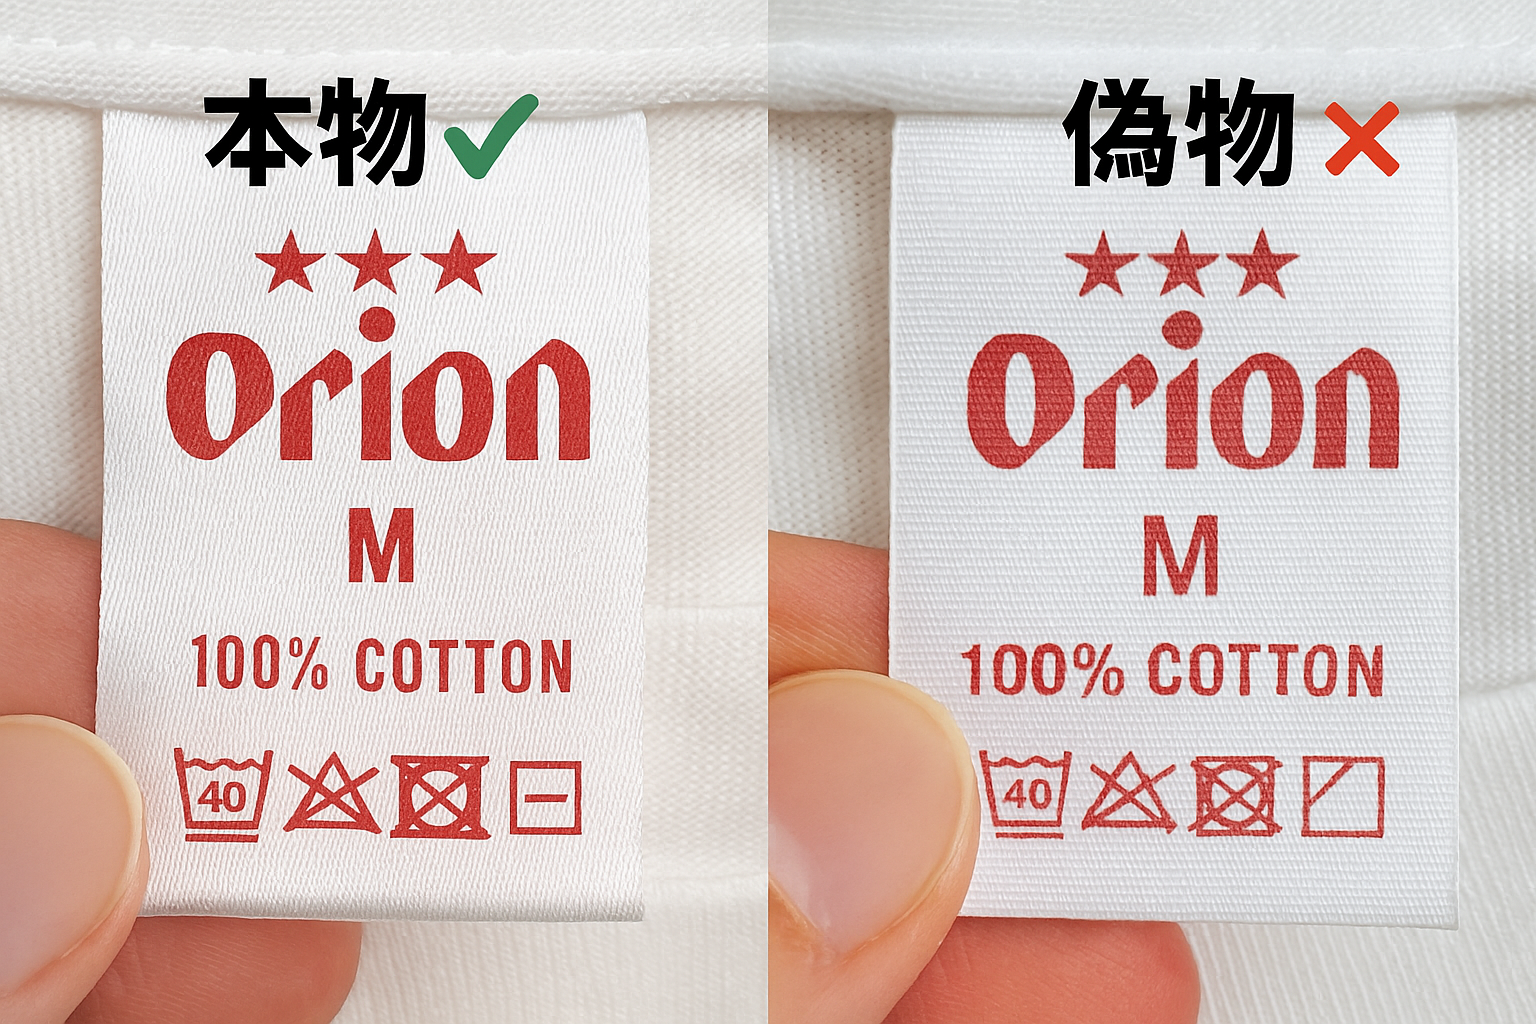 本物
Orion
M
100% COTTON
40
偽物
Orion
M
100% COTTON
40